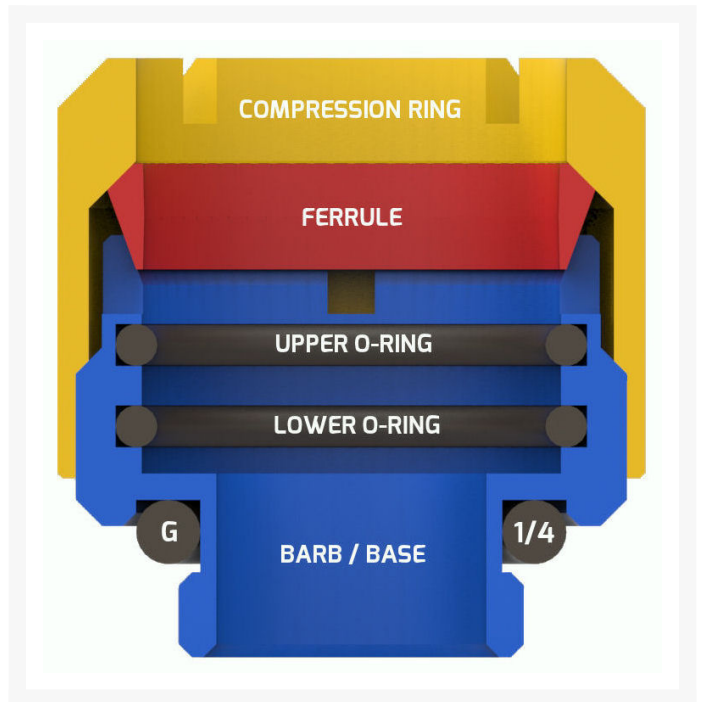 COMPRESSION RING
FERRULE
UPPER O-RING
LOWER O-RING
G 1/4
BARB / BASE